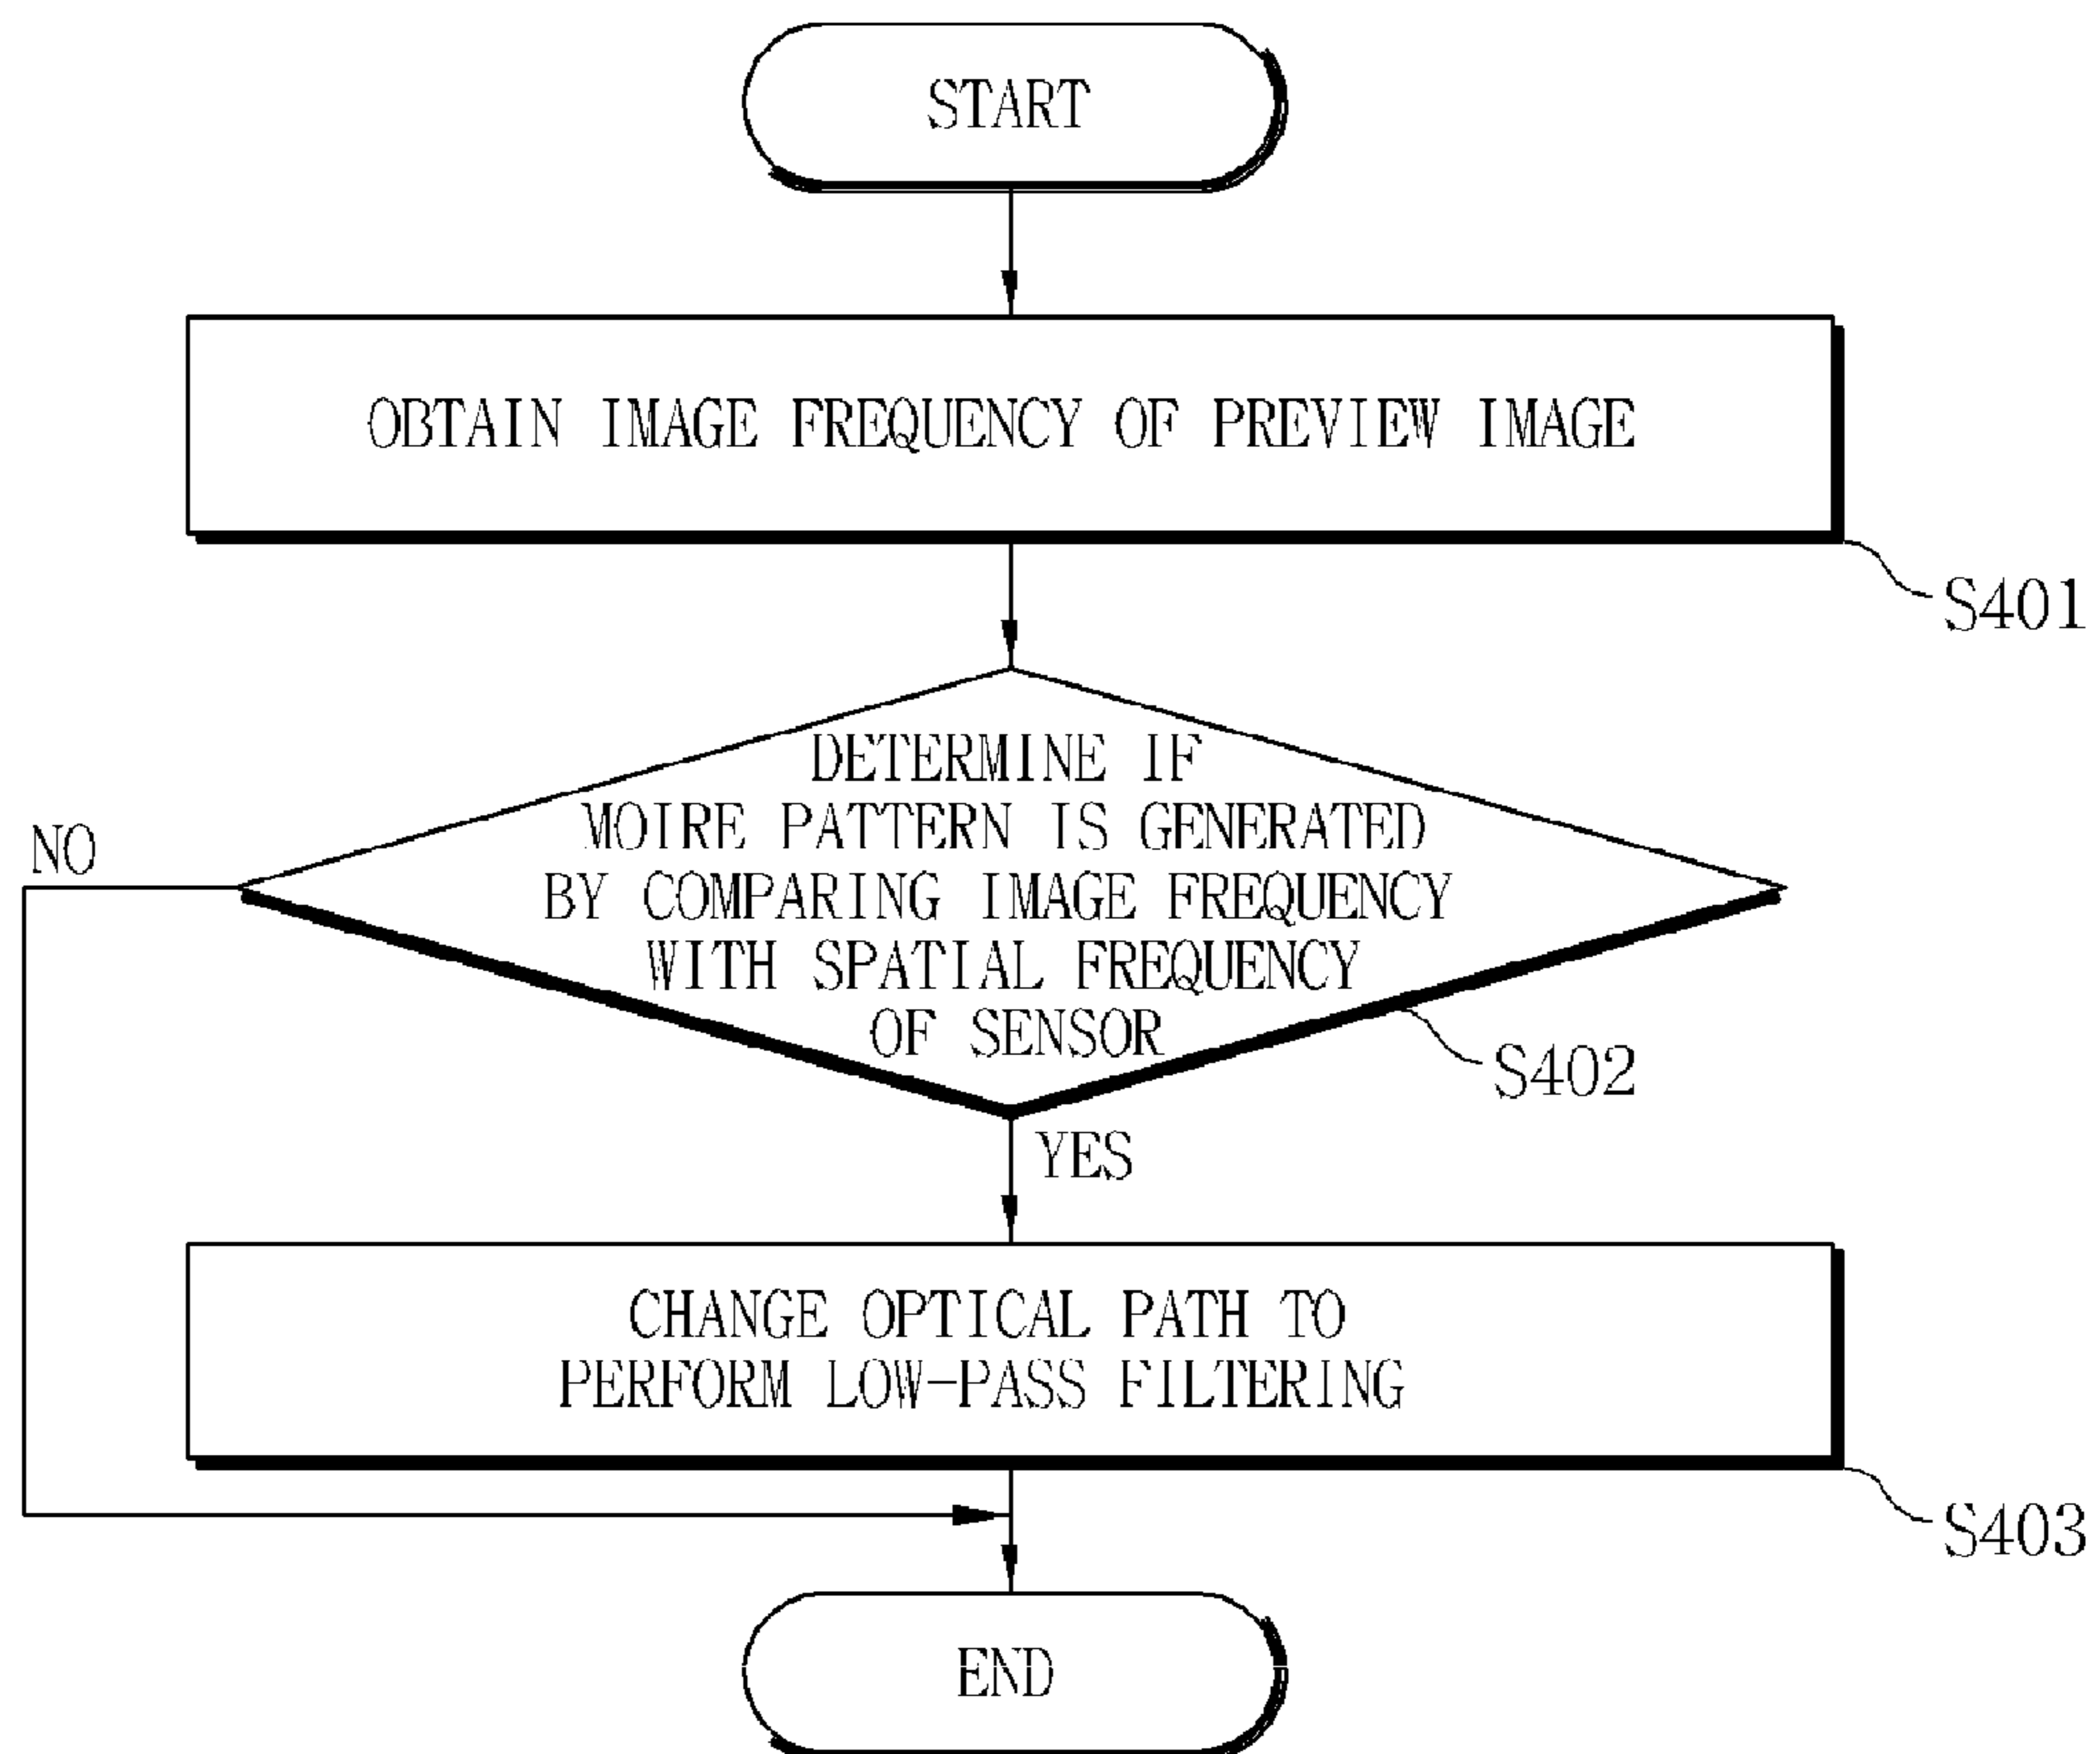 START
OBTAIN IMAGE FREQUENCY OF PREVIEW IMAGE
S401
DETERMINE IF
MOIRE PATTERN IS GENERATED
BY COMPARING IMAGE FREQUENCY
WITH SPATIAL FREQUENCY
OF SENSOR
NO
S402
YES
CHANGE OPTICAL PATH TO
PERFORM LOW-PASS FILTERING
S403
END